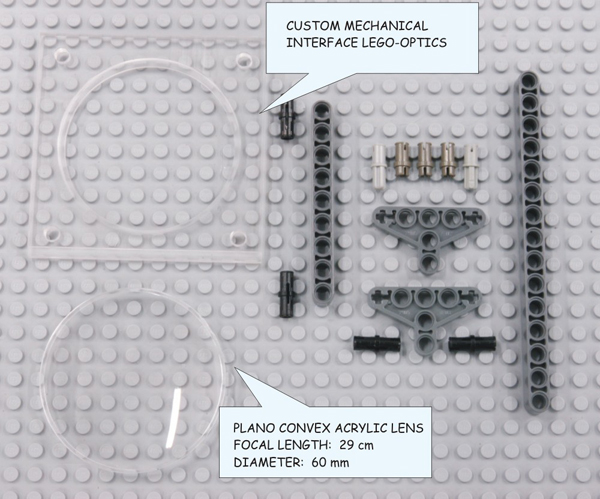 CUSTOM MECHANICAL
INTERFACE LEGO-OPTICS
PLANO CONVEX ACRYLIC LENS
FOCAL LENGTH: 29 cm
DIAMETER: 60 mm